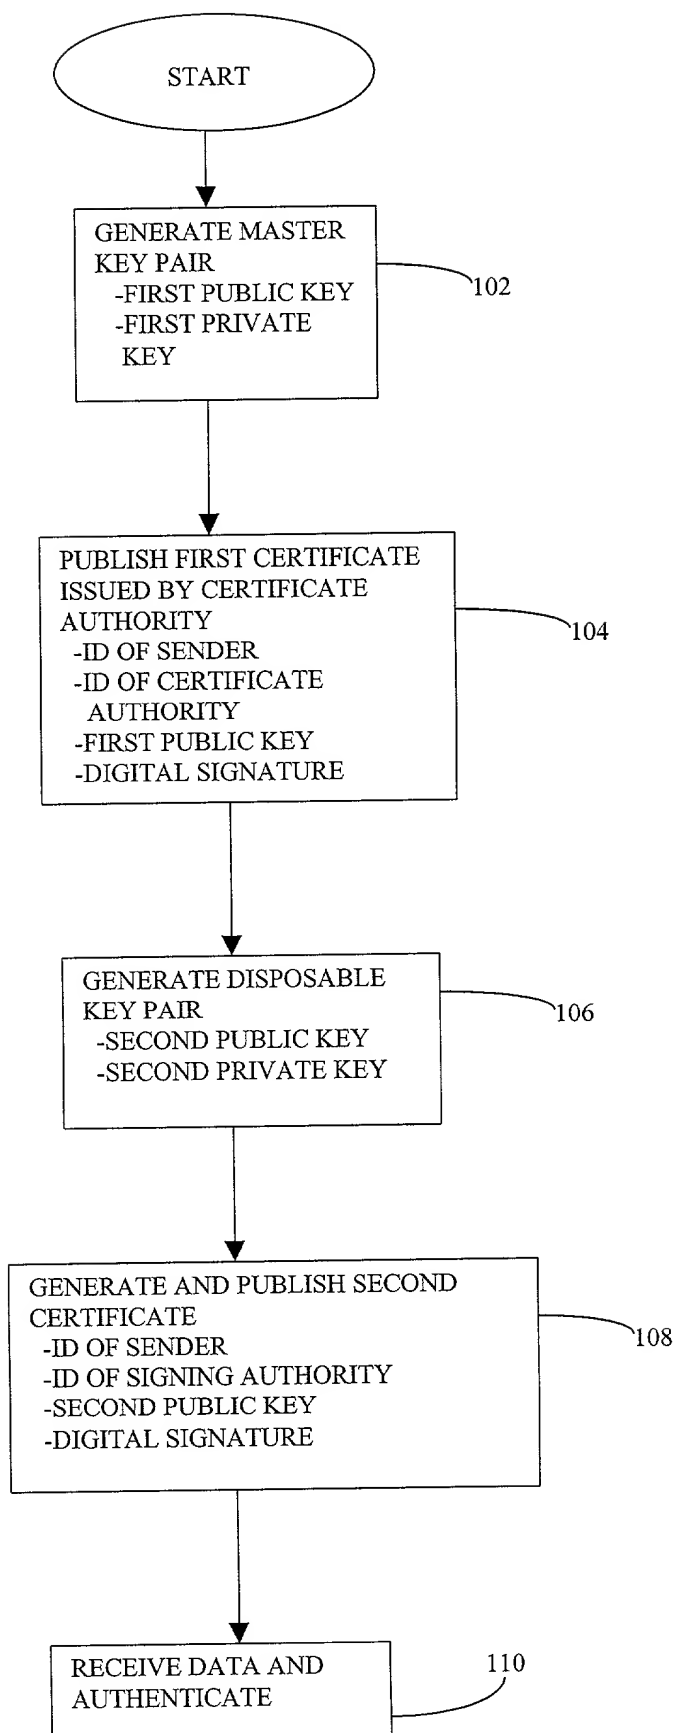 START
GENERATE MASTER
KEY PAIR
-FIRST PUBLIC KEY
-FIRST PRIVATE
KEY
102
PUBLISH FIRST CERTIFICATE
ISSUED BY CERTIFICATE
AUTHORITY
-ID OF SENDER
-ID OF CERTIFICATE
AUTHORITY
-FIRST PUBLIC KEY
-DIGITAL SIGNATURE
104
GENERATE DISPOSABLE
KEY PAIR
-SECOND PUBLIC KEY
-SECOND PRIVATE KEY
106
GENERATE AND PUBLISH SECOND
CERTIFICATE
-ID OF SENDER
-ID OF SIGNING AUTHORITY
-SECOND PUBLIC KEY
-DIGITAL SIGNATURE
108
RECEIVE DATA AND
AUTHENTICATE
110